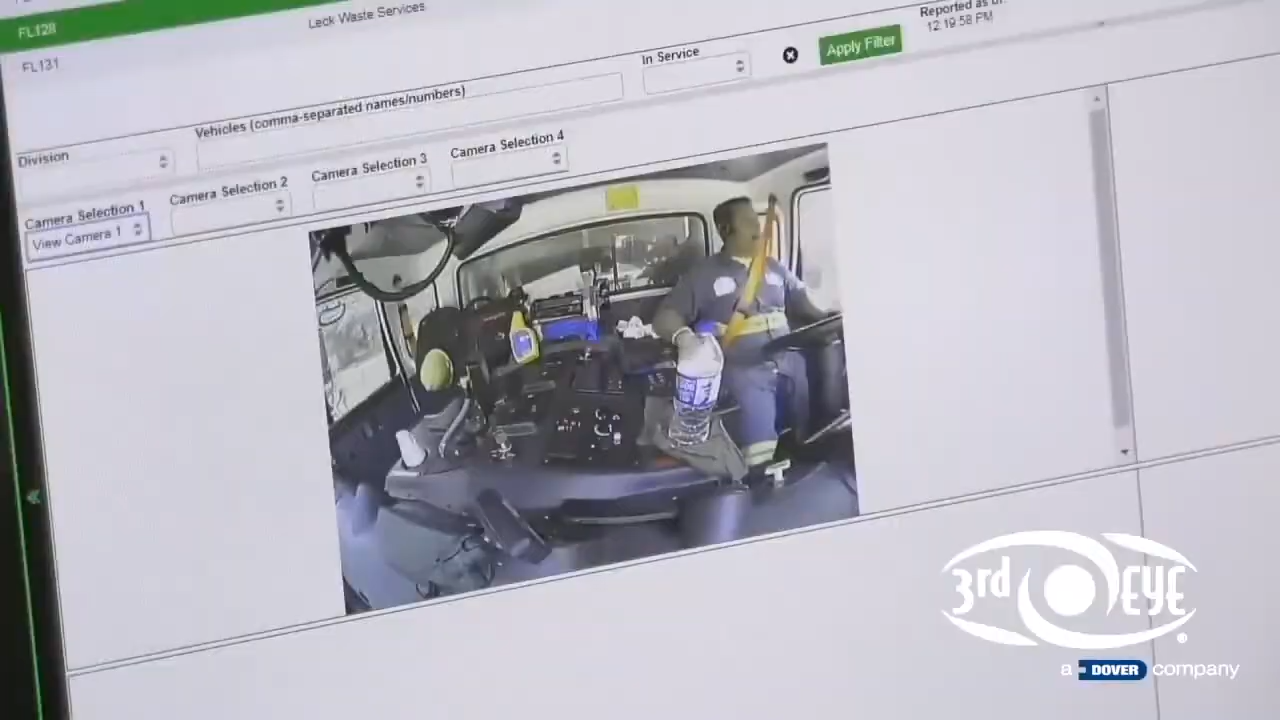 FL128
Leck Waste Services
FL131
Reported as of:
12:19:58 PM
In Service
Apply Filter
Vehicles (comma-separated names/numbers)
Division
Camera Selection 1
Camera Selection 2
Camera Selection 3
Camera Selection 4
View Camera 1
3rd EYE
a DOVER company